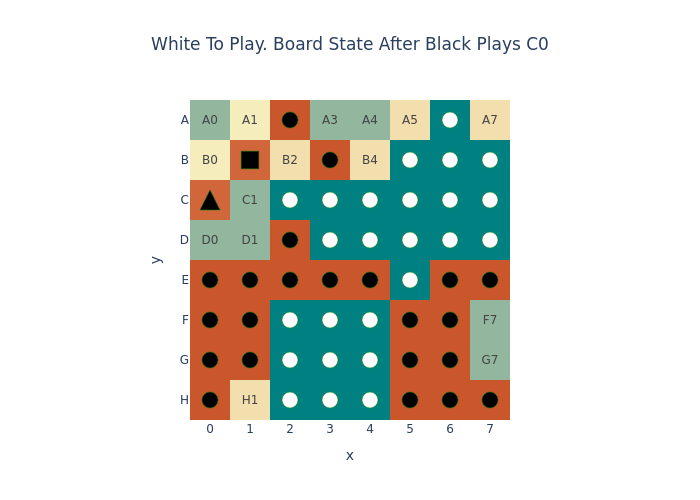 White To Play. Board State After Black Plays C0
A A0 A1 A3 A4 A5 A7
B B0 B2 B4
C C1
D D0 D1
E
F F7
G G7
H H1
0 1 2 3 4 5 6 7
x
y